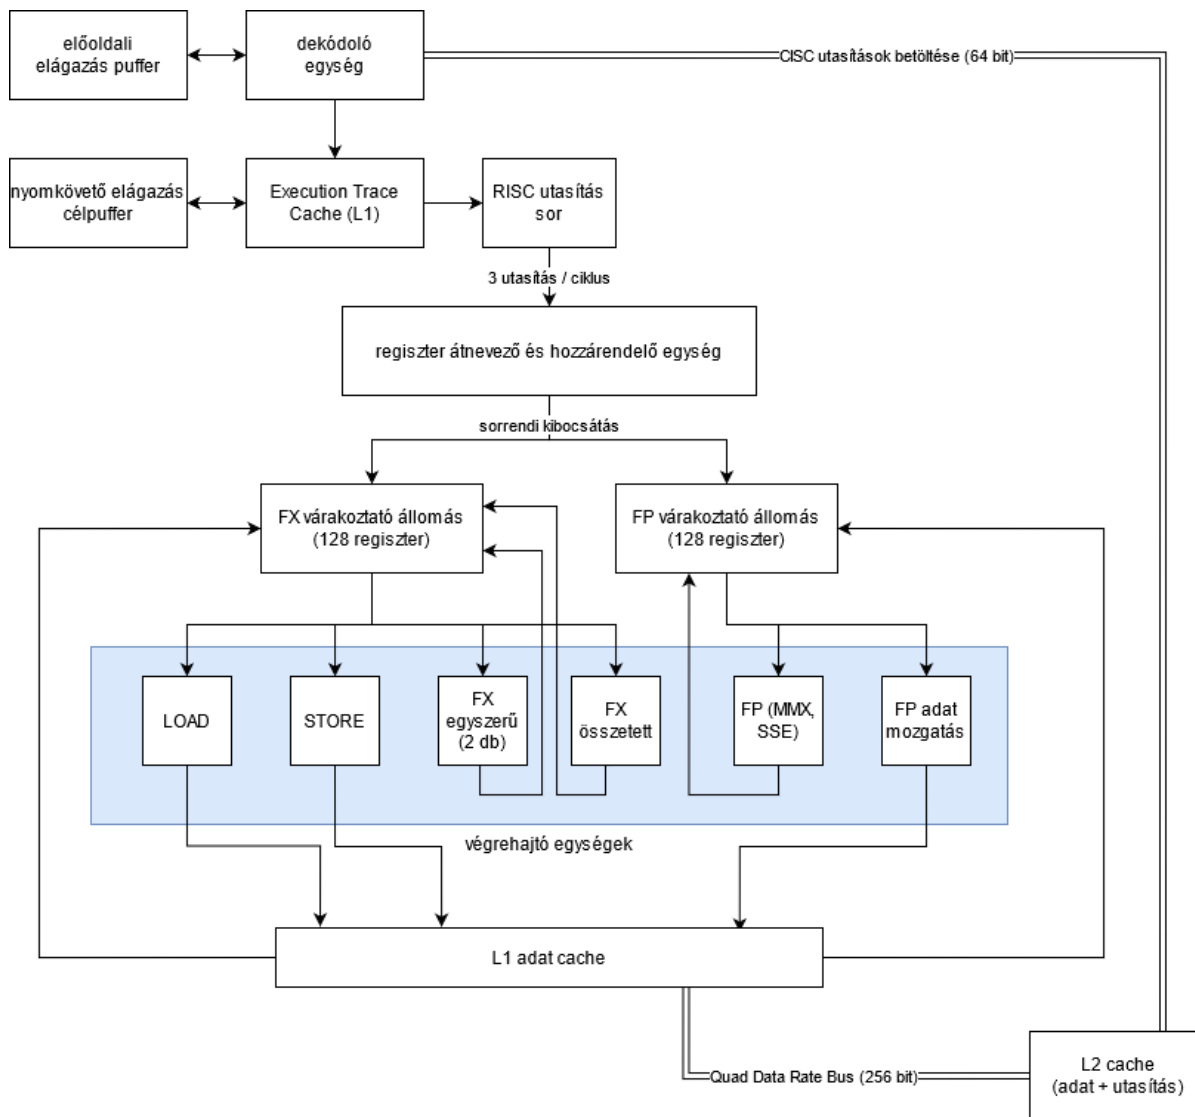 előoldali
elágazás puffer
dekódoló
egység
CISC utasítások betöltése (64 bit)
nyomkövető elágazás
célpuffer
Execution Trace
Cache (L1)
RISC utasítás
sor
3 utasítás / ciklus
regiszter átnevező és hozzárendelő egység
sorrendi kibocsátás
FX várakoztató állomás
(128 regiszter)
FP várakoztató állomás
(128 regiszter)
LOAD
STORE
FX
egyszerű
(2 db)
FX
összetett
FP (MMX,
SSE)
FP adat
mozgatás
végrehajtó egységek
L1 adat cache
Quad Data Rate Bus (256 bit)
L2 cache
(adat + utasítás)